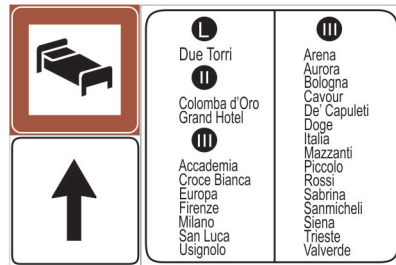 L
Due Torri
II
Colomba d'Oro
Grand Hotel
III
Accademia
Croce Bianca
Europa
Firenze
Milano
San Luca
Usignolo
III
Arena
Aurora
Bologna
Cavour
De' Capuleti
Doge
Italia
Mazzanti
Piccolo
Rossi
Sabrina
Sanmicheli
Siena
Trieste
Valverde